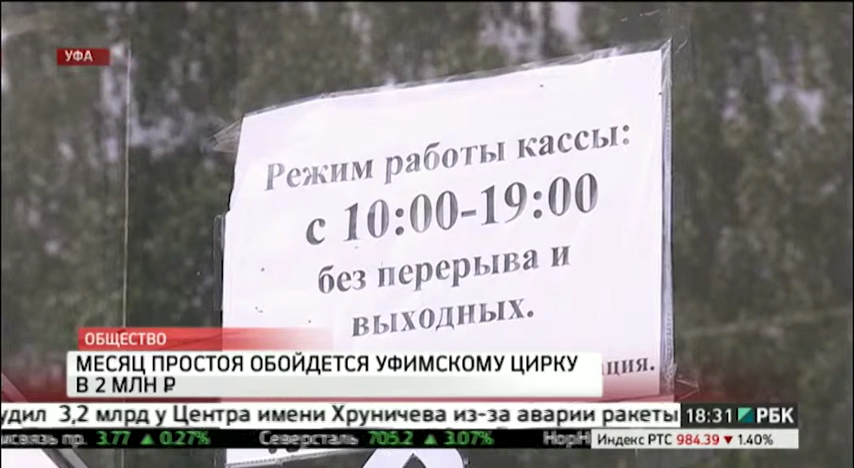 УФА
Режим работы кассы:
с 10:00-19:00
без перерыва и
выходных.
ОБЩЕСТВО
МЕСЯЦ ПРОСТОЯ ОБОЙДЕТСЯ УФИМСКОМУ ЦИРКУ
В 2 МЛН ₽
3,2 млрд у Центра имени Хруничева из-за аварии ракеты 18:31 РБК
пр. 3.77 ▲ 0.27% Северсталь 705.2 ▲ 3.07% Индекс РТС 984.39 ▼ 1.40%